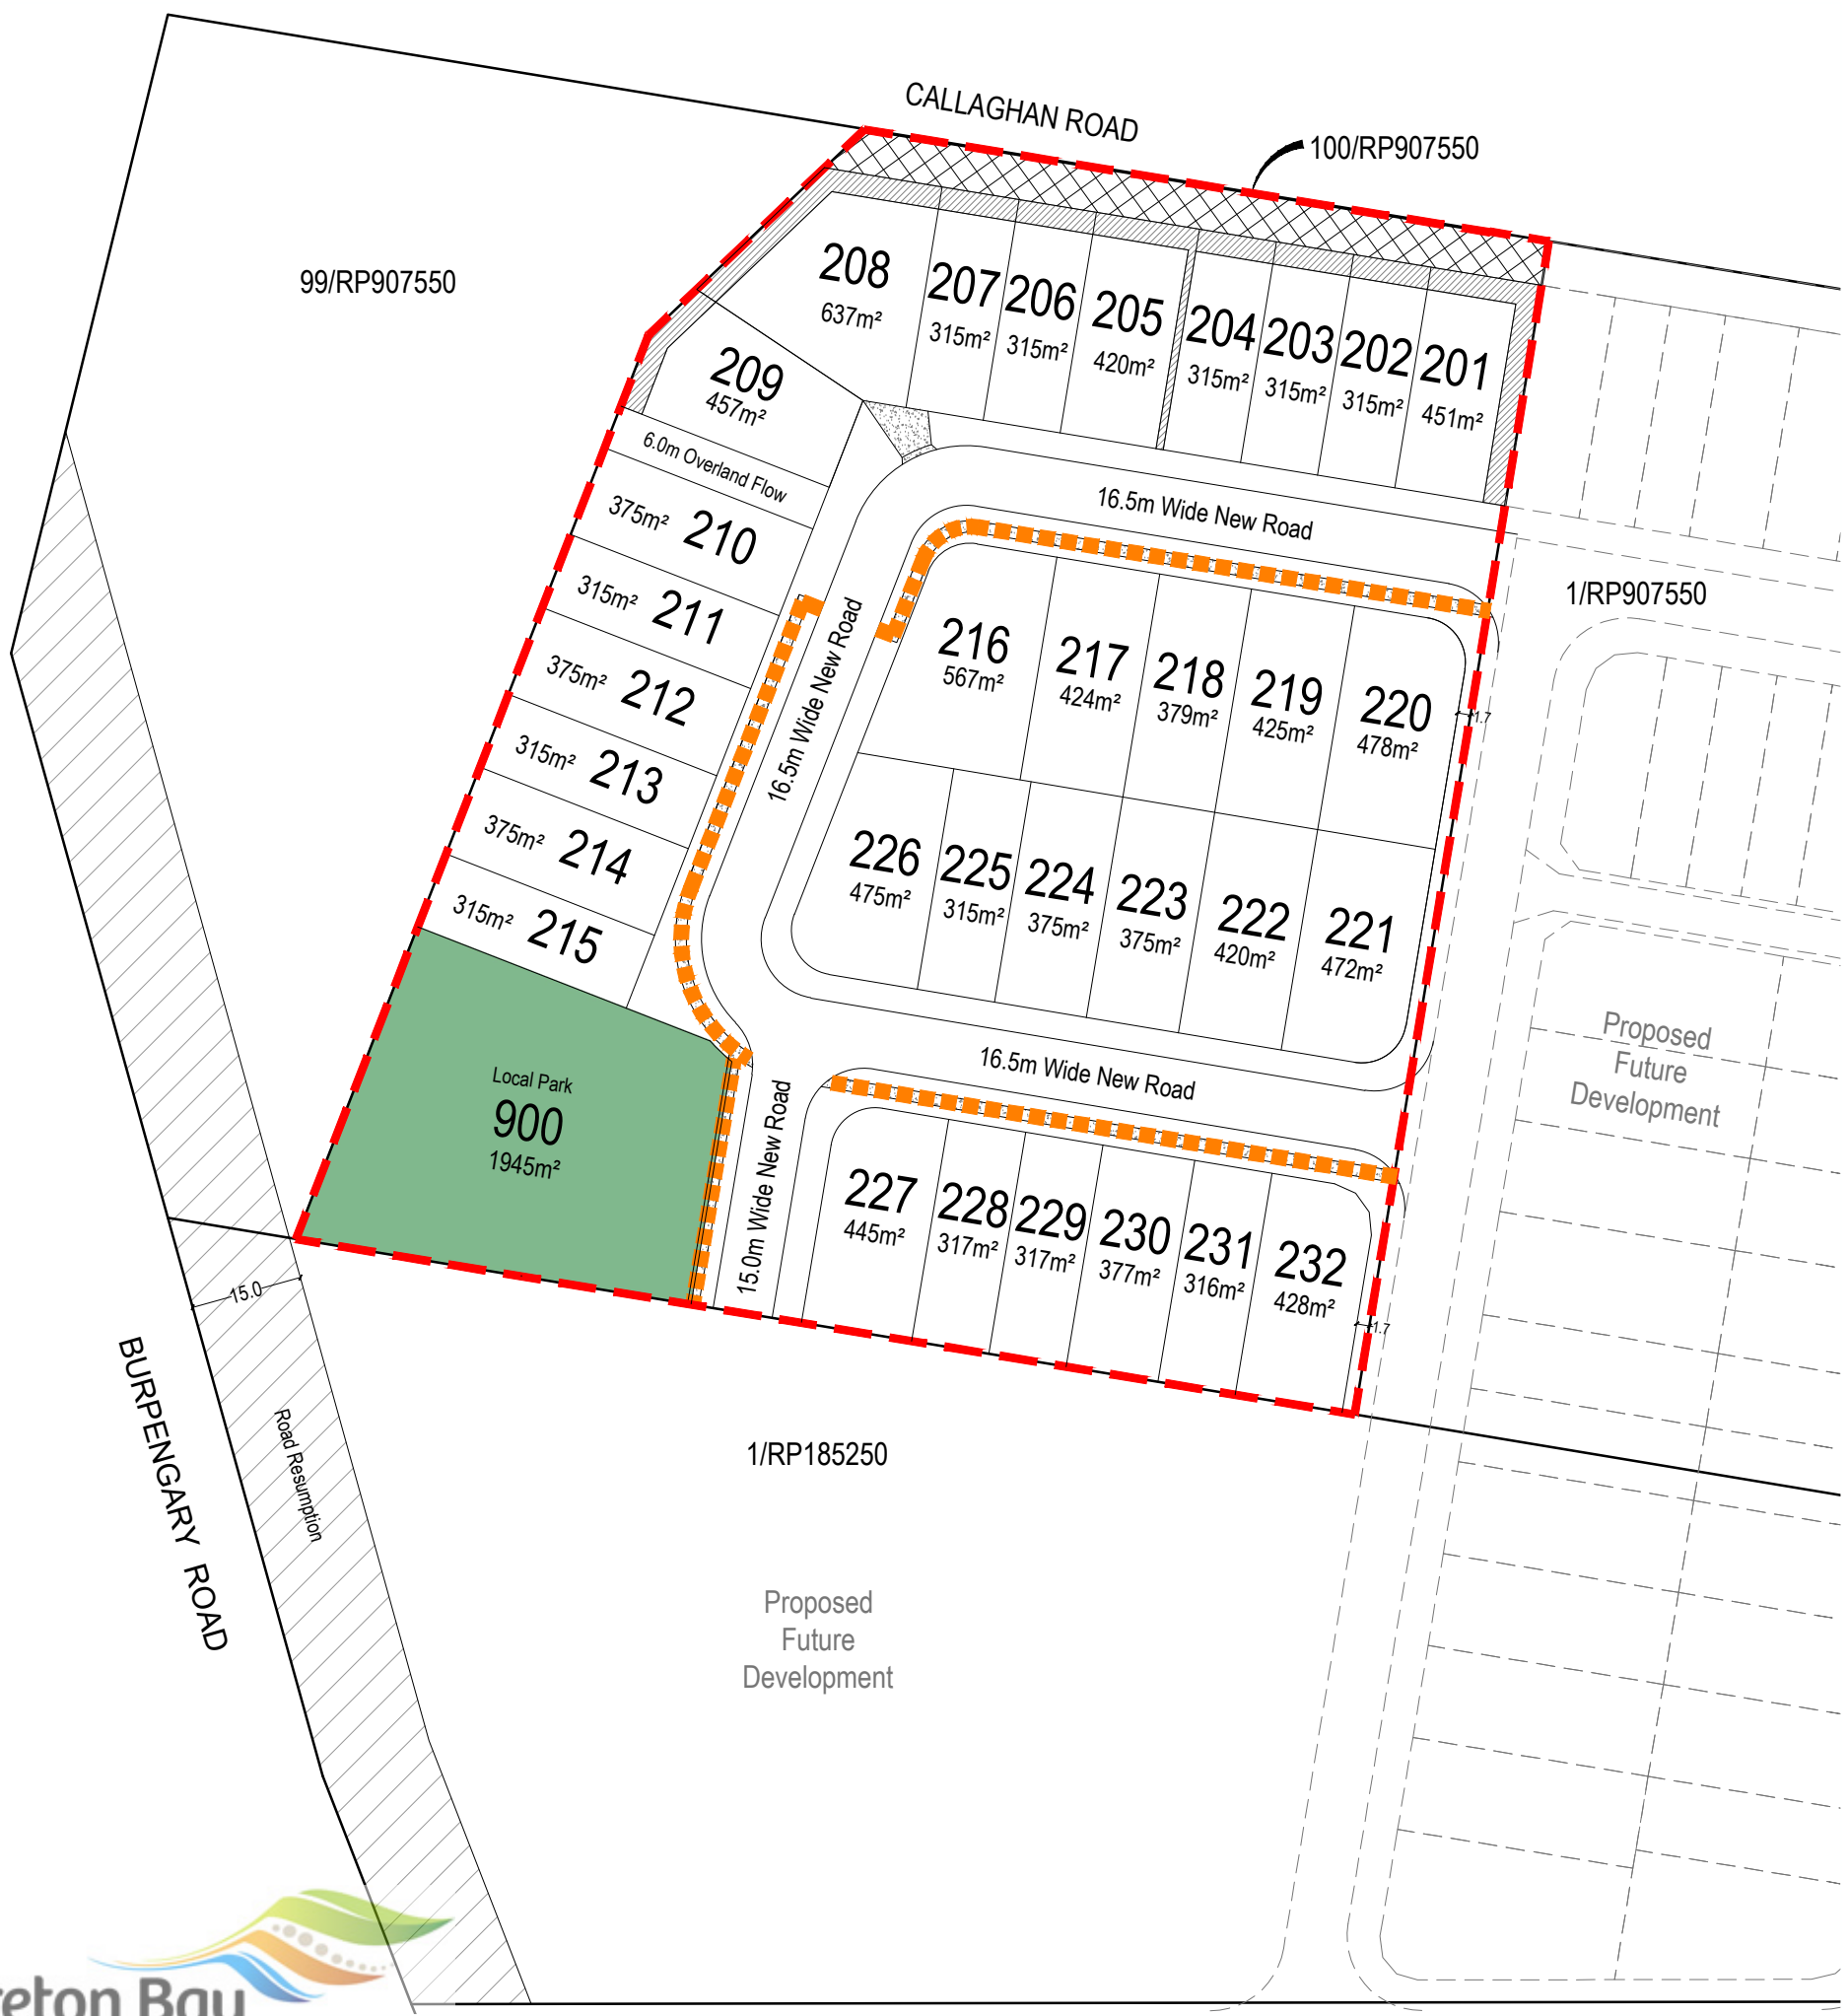 CALLAGHAN ROAD
100/RP907550
99/RP907550
208
637m²
207
315m²
206
315m²
205
420m²
204
315m²
203
315m²
202
315m²
201
451m²
209
457m²
6.0m Overland Flow
375m² 210
315m² 211
375m² 212
315m² 213
375m² 214
315m² 215
16.5m Wide New Road
16.5m Wide New Road
1/RP907550
216
567m²
217
424m²
218
379m²
219
425m²
220
478m²
1.7
226
475m²
225
315m²
224
375m²
223
375m²
222
420m²
221
472m²
16.5m Wide New Road
Proposed
Future
Development
Local Park
900
1945m²
15.0m Wide New Road
227
445m²
228
317m²
229
317m²
230
377m²
231
316m²
232
428m²
1.7
15.0
BURPENGARY ROAD
Road Resumption
1/RP185250
Proposed
Future
Development
reton Bay